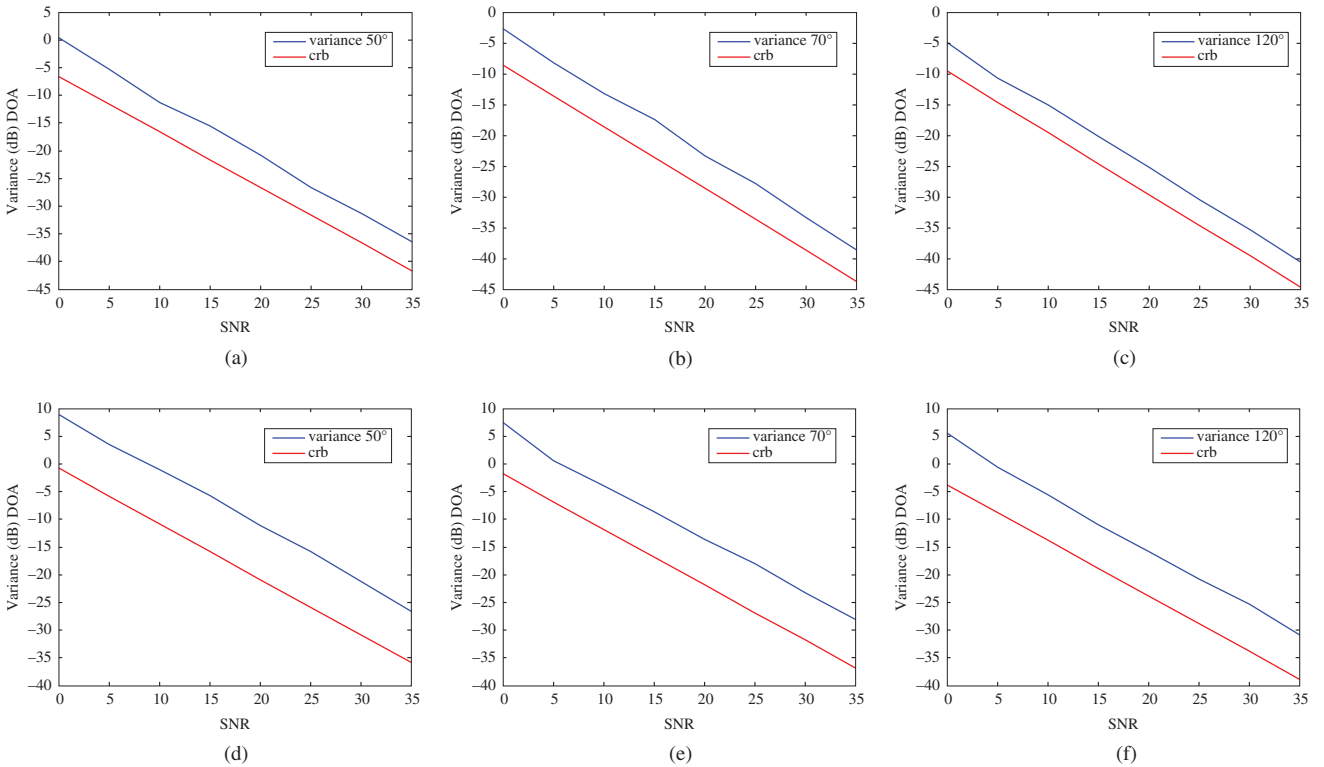 5
0
–5
–10
–15
–20
–25
–30
–35
–40
–45
Variance (dB) DOA
variance 50°
crb
0 5 10 15 20 25 30 35
SNR
(a)
0
–5
–10
–15
–20
–25
–30
–35
–40
–45
Variance (dB) DOA
variance 70°
crb
0 5 10 15 20 25 30 35
SNR
(b)
0
–5
–10
–15
–20
–25
–30
–35
–40
–45
Variance (dB) DOA
variance 120°
crb
0 5 10 15 20 25 30 35
SNR
(c)
10
5
0
–5
–10
–15
–20
–25
–30
–35
–40
Variance (dB) DOA
variance 50°
crb
0 5 10 15 20 25 30 35
SNR
(d)
10
5
0
–5
–10
–15
–20
–25
–30
–35
–40
Variance (dB) DOA
variance 70°
crb
0 5 10 15 20 25 30 35
SNR
(e)
10
5
0
–5
–10
–15
–20
–25
–30
–35
–40
Variance (dB) DOA
variance 120°
crb
0 5 10 15 20 25 30 35
SNR
(f)